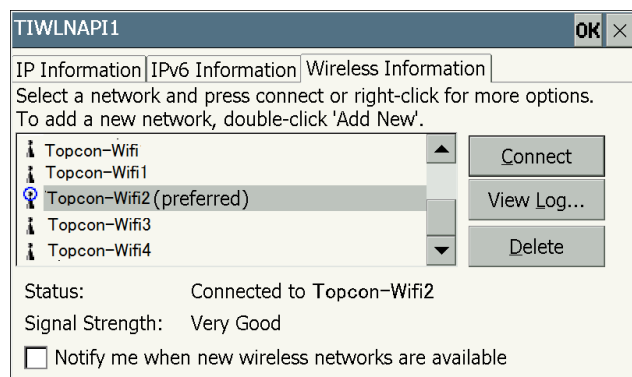 TIWLNAPI1 OK ×
IP Information IPv6 Information Wireless Information
Select a network and press connect or right-click for more options.
To add a new network, double-click 'Add New'.
Topcon-Wifi
Topcon-Wifi1
Topcon-Wifi2 (preferred)
Topcon-Wifi3
Topcon-Wifi4
Connect
View Log...
Delete
Status: Connected to Topcon-Wifi2
Signal Strength: Very Good
Notify me when new wireless networks are available